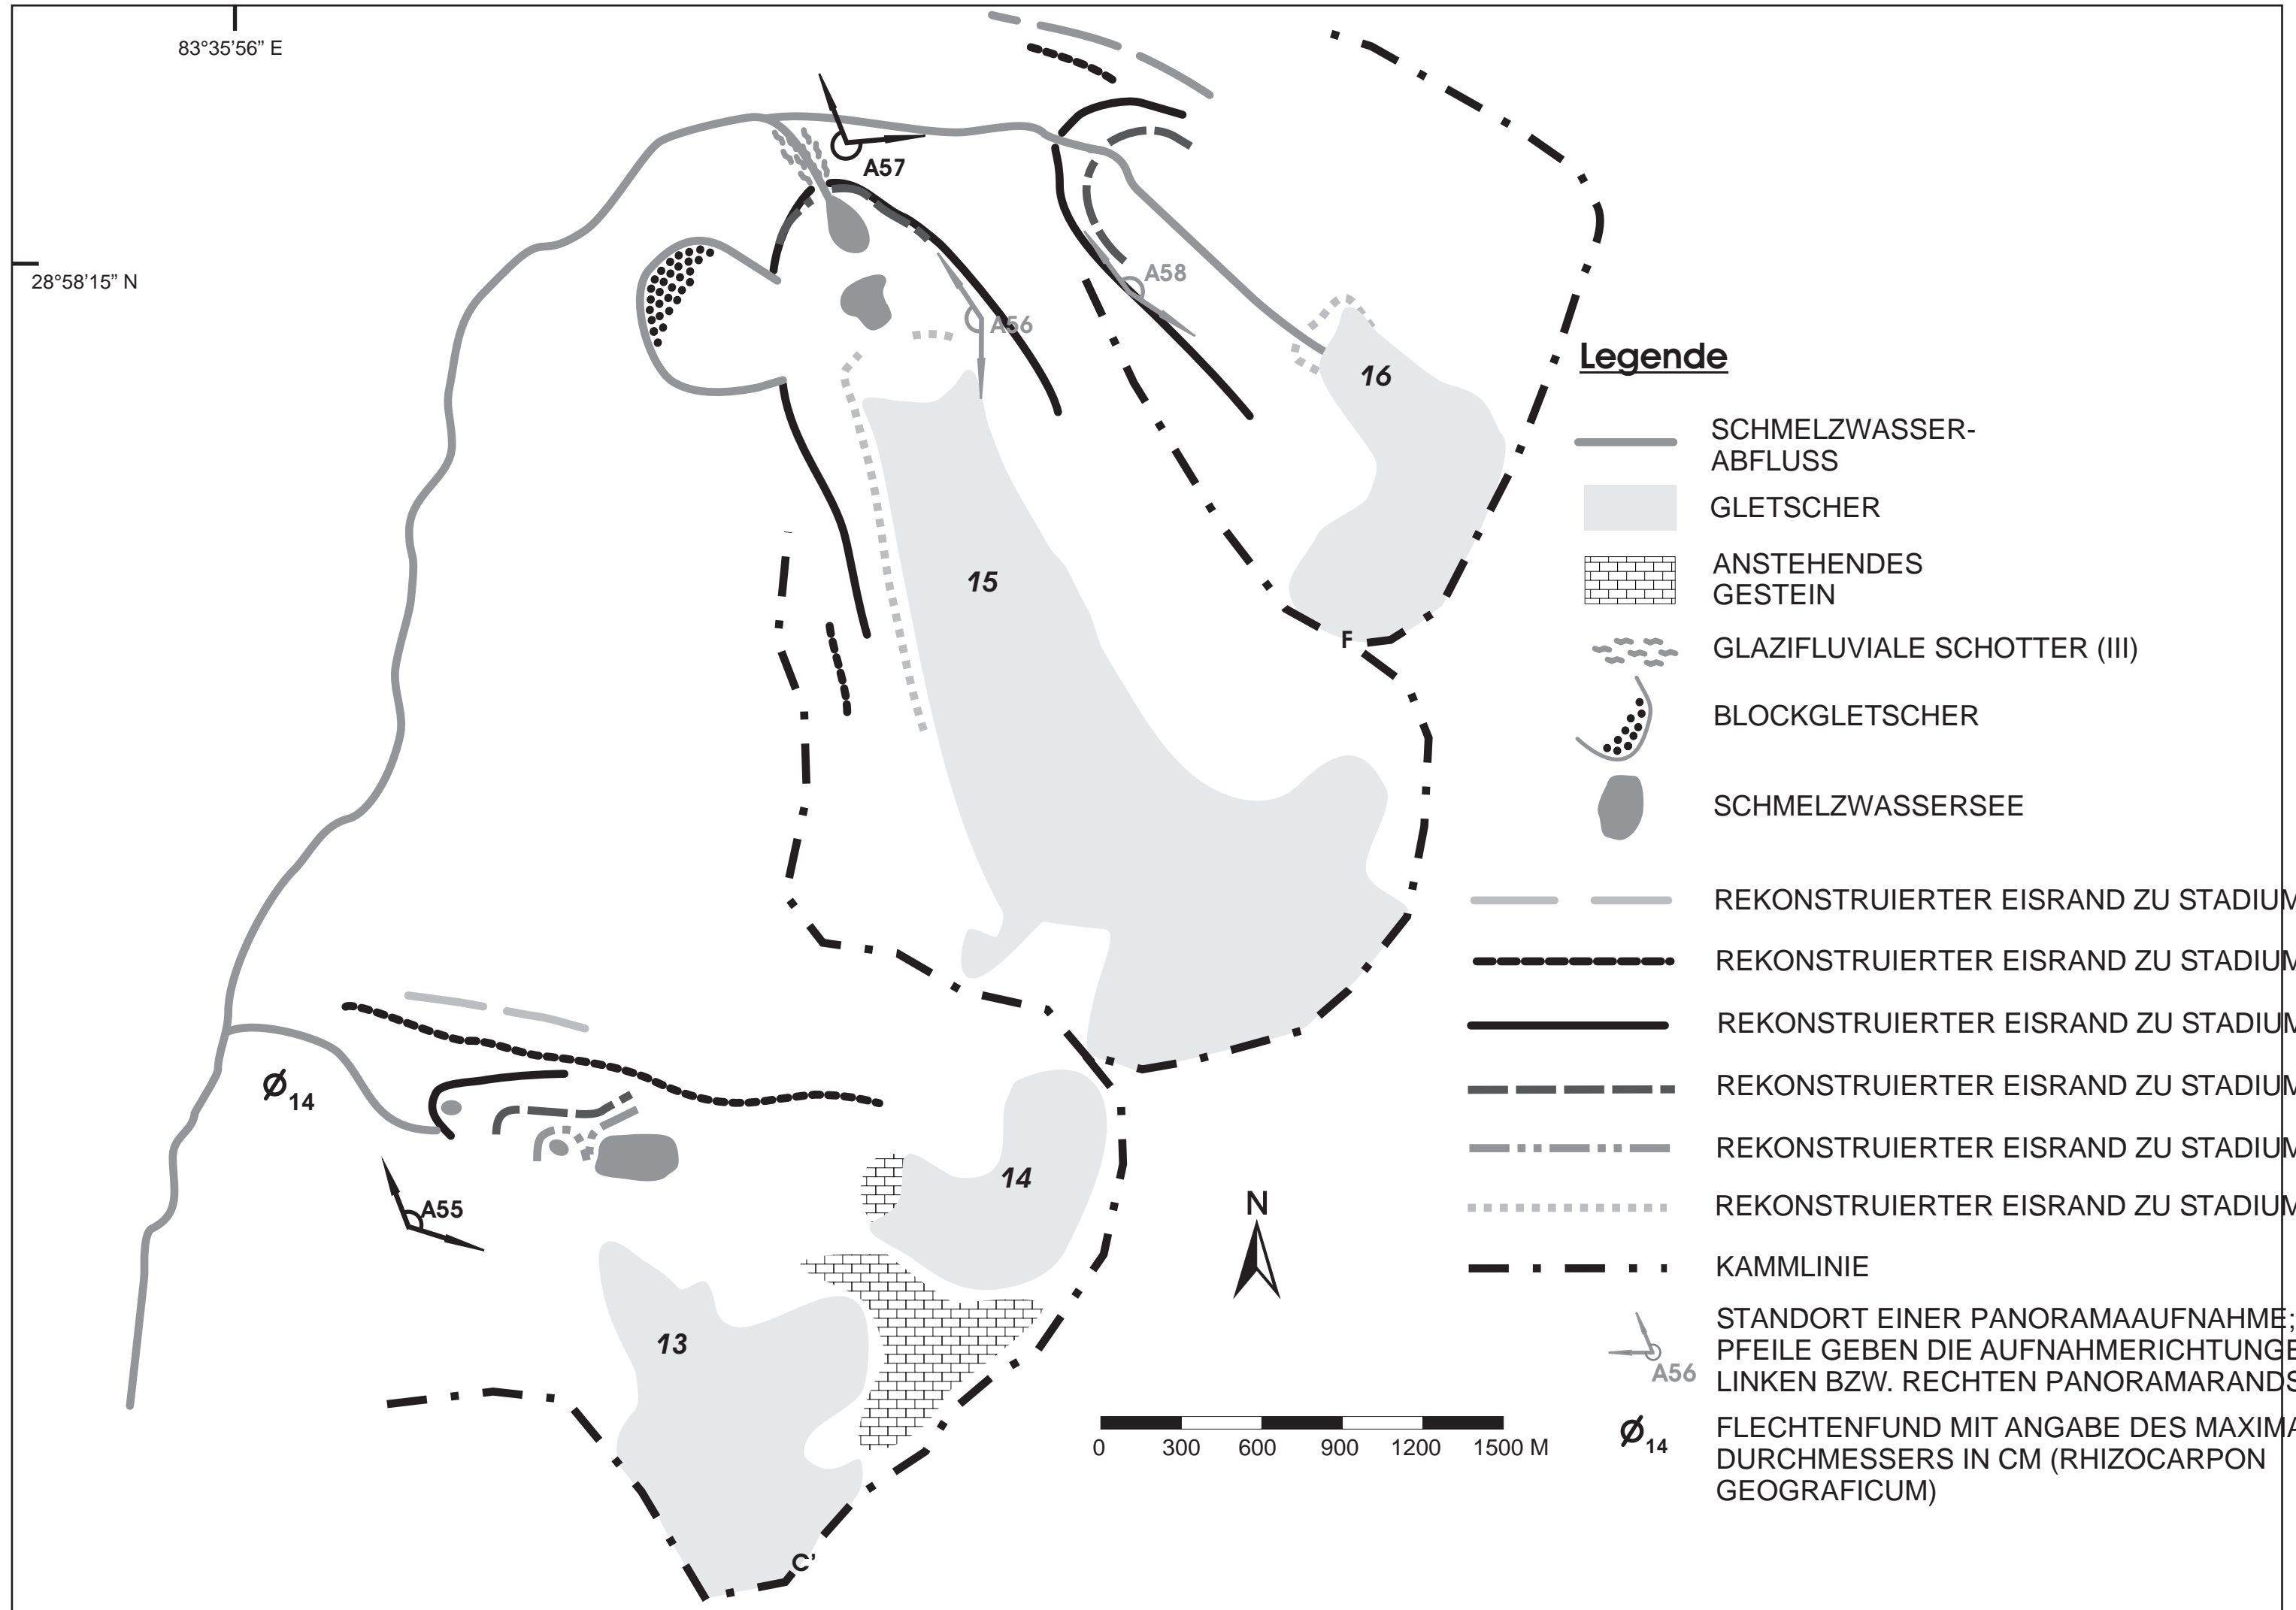 83°35’56” E
28°58’15” N
A57
A58
A56
16
15
F
14
A55
14
13
C’
N
0 300 600 900 1200 1500 M
Legende
SCHMELZWASSER-
ABFLUSS
GLETSCHER
ANSTEHENDES
GESTEIN
GLAZIFLUVIALE SCHOTTER (III)
BLOCKGLETSCHER
SCHMELZWASSERSEE
REKONSTRUIERTER EISRAND ZU STADIUM
REKONSTRUIERTER EISRAND ZU STADIUM
REKONSTRUIERTER EISRAND ZU STADIUM
REKONSTRUIERTER EISRAND ZU STADIUM
REKONSTRUIERTER EISRAND ZU STADIUM
REKONSTRUIERTER EISRAND ZU STADIUM
KAMMLINIE
A56
STANDORT EINER PANORAMAAUFNAHME;
PFEILE GEBEN DIE
LINKEN BZW. RECHTEN
ø14
FLECHTENFUND MIT ANGABE DES
DURCHMESSERS IN CM (RHIZOCARPON
GEOGRAFICUM)